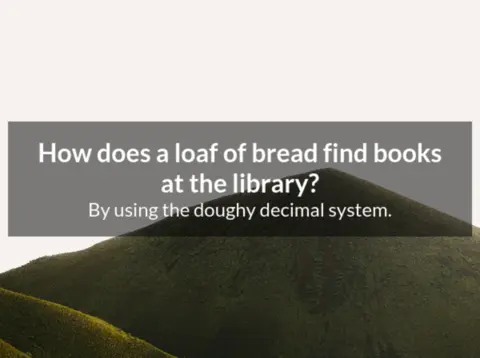 How does a loaf of bread find books
at the library?
By using the doughy decimal system.